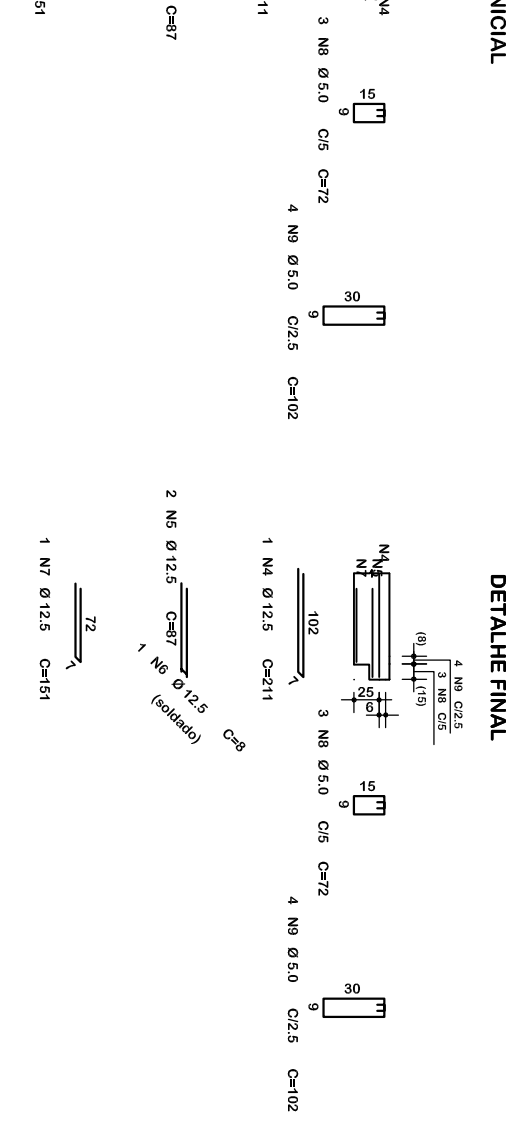 NICIAL
N4
3 N8 Ø 5.0 C/5 C=72
15
9
4 N9 Ø 5.0 C/2.5 C=102
30
9
11
C=87
51
DETALHE FINAL
4 N9 C/2.5
3 N8 C/5
(8)
(15)
N4
N5
N7
25
6
3 N8 Ø 5.0 C/5 C=72
15
9
4 N9 Ø 5.0 C/2.5 C=102
30
9
102
7
1 N4 Ø 12.5 C=211
2 N5 Ø 12.5 C=87
1 N6 Ø 12.5 C=8
(soldado)
72
7
1 N7 Ø 12.5 C=151